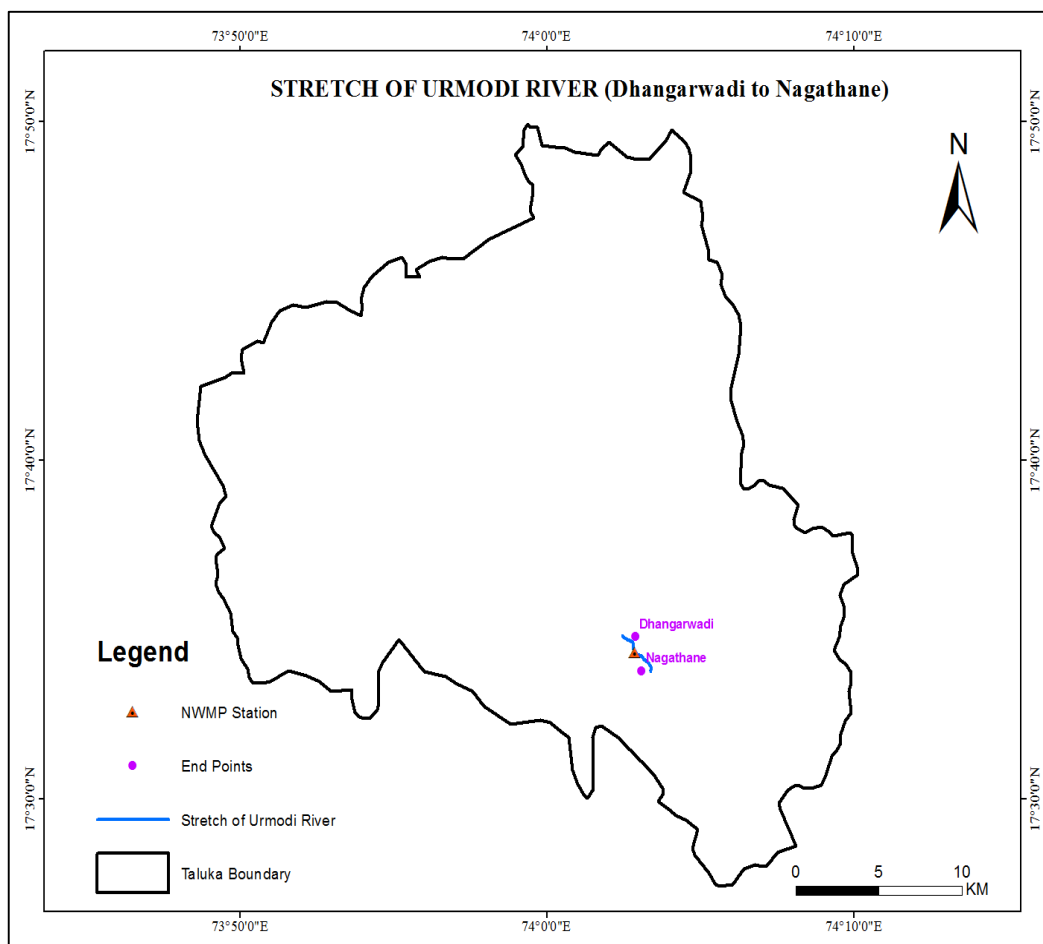 73°50'0"E 74°0'0"E 74°10'0"E
STRETCH OF URMODI RIVER (Dhangarwadi to Nagathane)
17°50'0"N 17°50'0"N
N
17°40'0"N 17°40'0"N
Dhangarwadi
Nagathane
Legend
NWMP Station
End Points
Stretch of Urmodi River
Taluka Boundary
17°30'0"N 17°30'0"N
0 5 10
KM
73°50'0"E 74°0'0"E 74°10'0"E